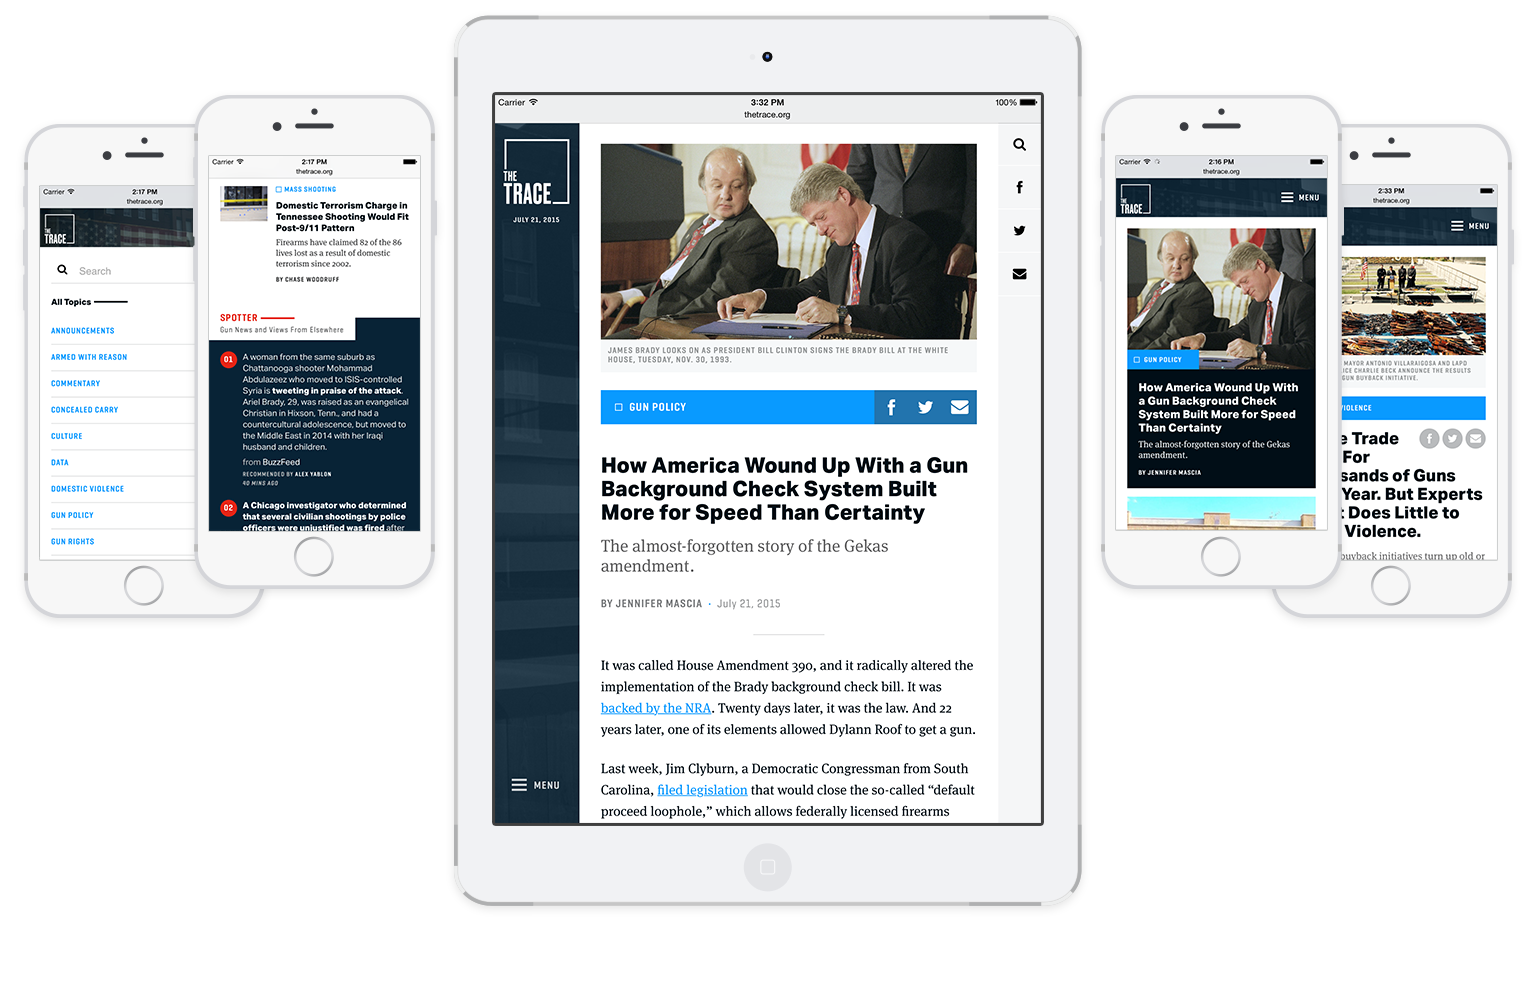 Carrier
2:17 PM
thetrace.org
THE
TRACE
Search
All Topics
ANNOUNCEMENTS
ARMED WITH REASON
COMMENTARY
CONCEALED CARRY
CULTURE
DATA
DOMESTIC VIOLENCE
GUN POLICY
GUN RIGHTS
Carrier
2:17 PM
thetrace.org
MASS SHOOTING
Domestic Terrorism Charge in
Tennessee Shooting Would Fit
Post-9/11 Pattern
Firearms have claimed 82 of the 86
lives lost as a result of domestic
terrorism since 2002.
BY CHASE WOODRUFF
SPOTTER
Gun News and Views From Elsewhere
01
A woman from the same suburb as
Chattanooga shooter Mohammad
Abdulazeez who moved to ISIS-controlled
Syria is tweeting in praise of the attack.
Ariel Brady, 29, was raised as an evangelical
Christian in Hixson, Tenn., and had a
countercultural adolescence, but moved to
the Middle East in 2014 with her Iraqi
husband and children.
from BuzzFeed
RECOMMENDED BY ALEX YABLON
40 MINS AGO
02
A Chicago investigator who determined
that several civilian shootings by police
officers were unjustified was fired after
Carrier
3:32 PM
100%
thetrace.org
THE
TRACE
JULY 21, 2015
MENU
JAMES BRADY LOOKS ON AS PRESIDENT BILL CLINTON SIGNS THE BRADY BILL AT THE WHITE
HOUSE, TUESDAY, NOV. 30, 1993.
GUN POLICY
How America Wound Up With a Gun
Background Check System Built
More for Speed Than Certainty
The almost-forgotten story of the Gekas
amendment.
BY JENNIFER MASCIA · July 21, 2015
It was called House Amendment 390, and it radically altered the
implementation of the Brady background check bill. It was
backed by the NRA. Twenty days later, it was the law. And 22
years later, one of its elements allowed Dylann Roof to get a gun.
Last week, Jim Clyburn, a Democratic Congressman from South
Carolina, filed legislation that would close the so-called “default
proceed loophole,” which allows federally licensed firearms
Carrier
2:16 PM
thetrace.org
THE
TRACE
MENU
GUN POLICY
How America Wound Up With
a Gun Background Check
System Built More for Speed
Than Certainty
The almost-forgotten story of the Gekas
amendment.
BY JENNIFER MASCIA
2:33 PM
thetrace.org
MENU
MAYOR ANTONIO VILLARAIGOSA AND LAPD
ICE CHARLIE BECK ANNOUNCE THE RESULTS
GUN BUYBACK INITIATIVE.
VIOLENCE
e Trade
For
sands of Guns
Year. But Experts
t Does Little to
Violence.
buyback initiatives turn up old or